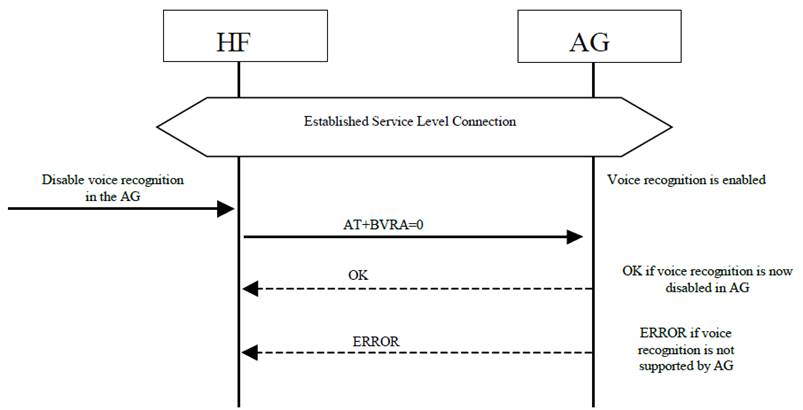 HF
AG
Established Service Level Connection
Disable voice recognition
in the AG
Voice recognition is enabled
AT+BVRA=0
OK
OK if voice recognition is now
disabled in AG
ERROR
ERROR if voice
recognition is not
supported by AG